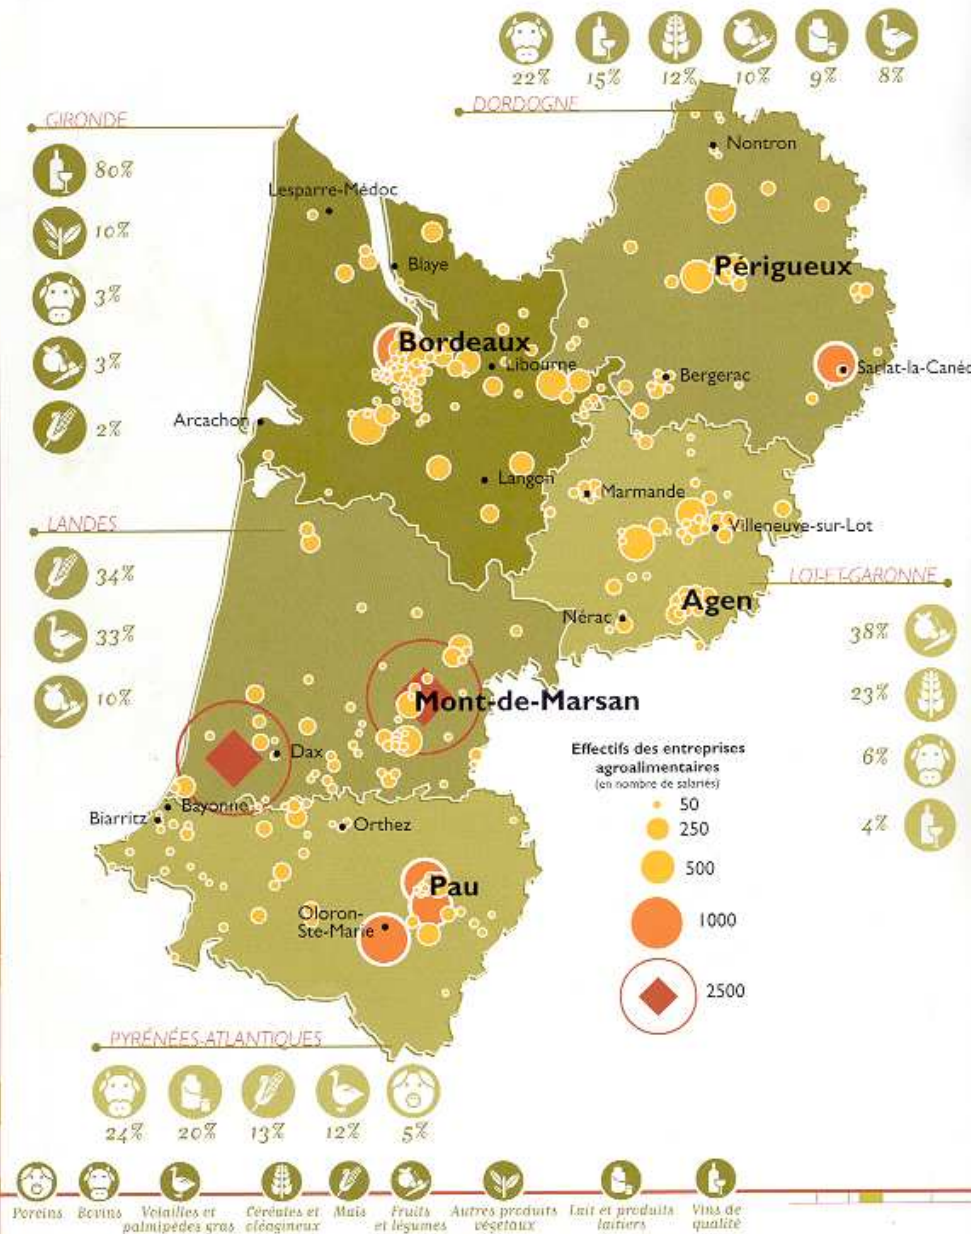 22% 15% 12% 10% 9% 8%
DORDOGNE
GIRONDE
80%
10%
3%
3%
2%
Nontron
Lesparre-Médoc
Blaye
Périgueux
Bordeaux
Libourne
Sarlat-la-Canéd
Bergerac
Arcachon
Langon
Marmande
Villeneuve-sur-Lot
LANDES
34%
33%
10%
LOT-ET-GARONNE
38%
23%
6%
4%
Agen
Nérac
Mont-de-Marsan
Dax
Bayonne
Biarritz
Orthez
Pau
Oloron-
Ste-Marie
Effectifs des entreprises
agroalimentaires
(en nombre de salariés)
50
250
500
1000
2500
PYRÉNÉES-ATLANTIQUES
24% 20% 13% 12% 5%
Porcins Bovins Volailles et Céréales et Maïs Fruits Autres produits Lait et produits Vins de
palmipèdes gras oléagineux et légumes végétaux laitiers qualité